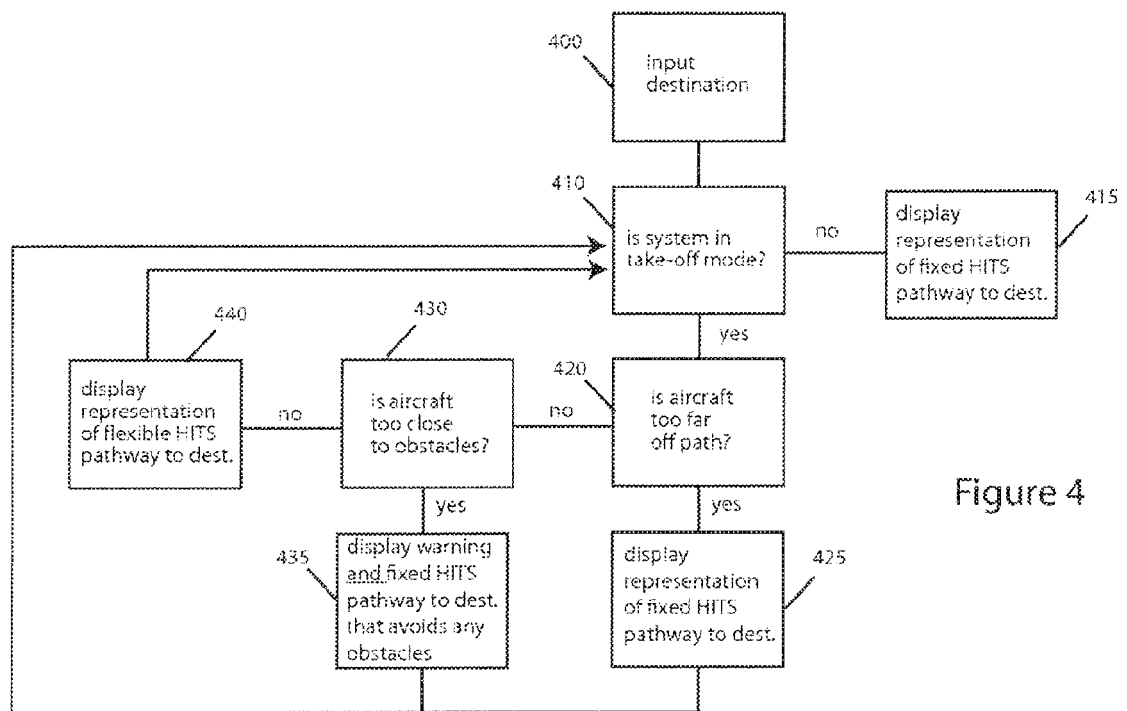 400
input
destination
410
is system in
take-off mode?
no
415
display
representation
of fixed HITS
pathway to dest.
yes
440
display
representation
of flexible HITS
pathway to dest.
no
430
is aircraft
too close
to obstacles?
no
420
is aircraft
too far
off path?
yes
yes
435
display warning
and fixed HITS
pathway to dest.
that avoids any
obstacles
425
display
representation
of fixed HITS
pathway to dest.
Figure 4